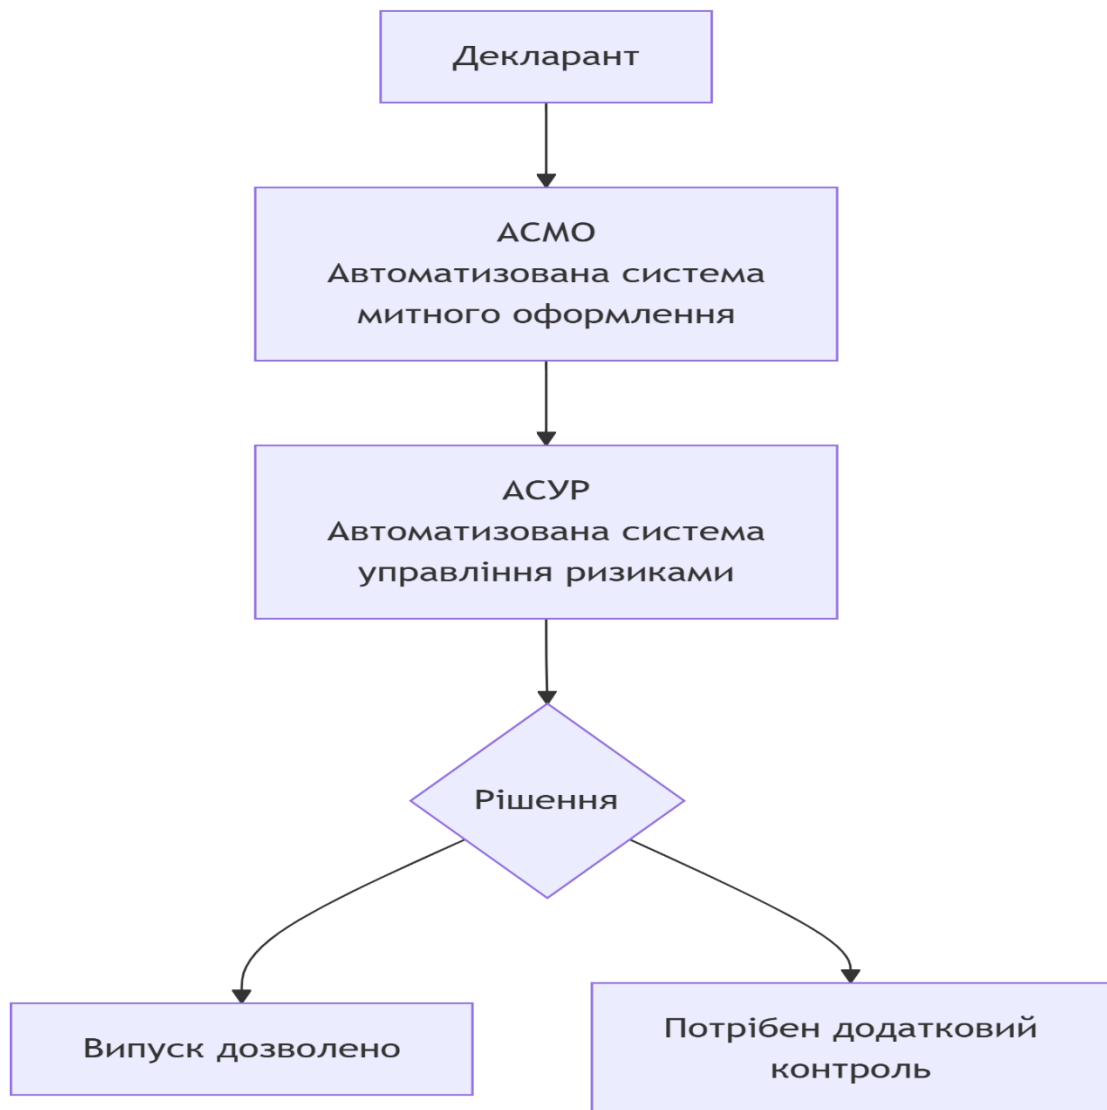 Декларант
АСМО
Автоматизована система
митного оформлення
АСУР
Автоматизована система
управління ризиками
Рішення
Випуск дозволено
Потрібен додатковий
контроль